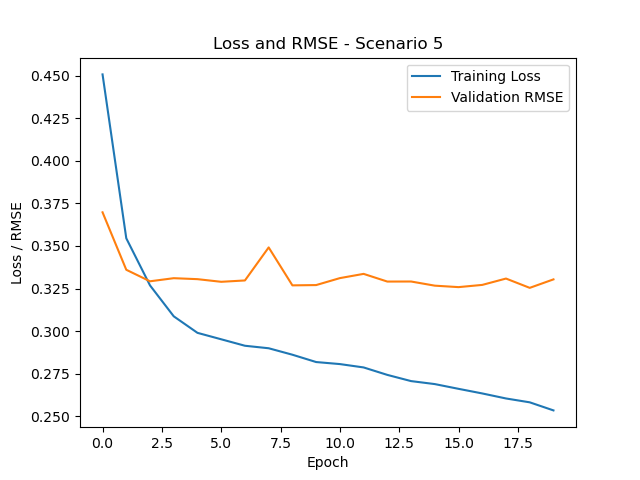 Loss and RMSE - Scenario 5
Training Loss
Validation RMSE
Loss / RMSE
0.450
0.425
0.400
0.375
0.350
0.325
0.300
0.275
0.250
0.0 2.5 5.0 7.5 10.0 12.5 15.0 17.5
Epoch